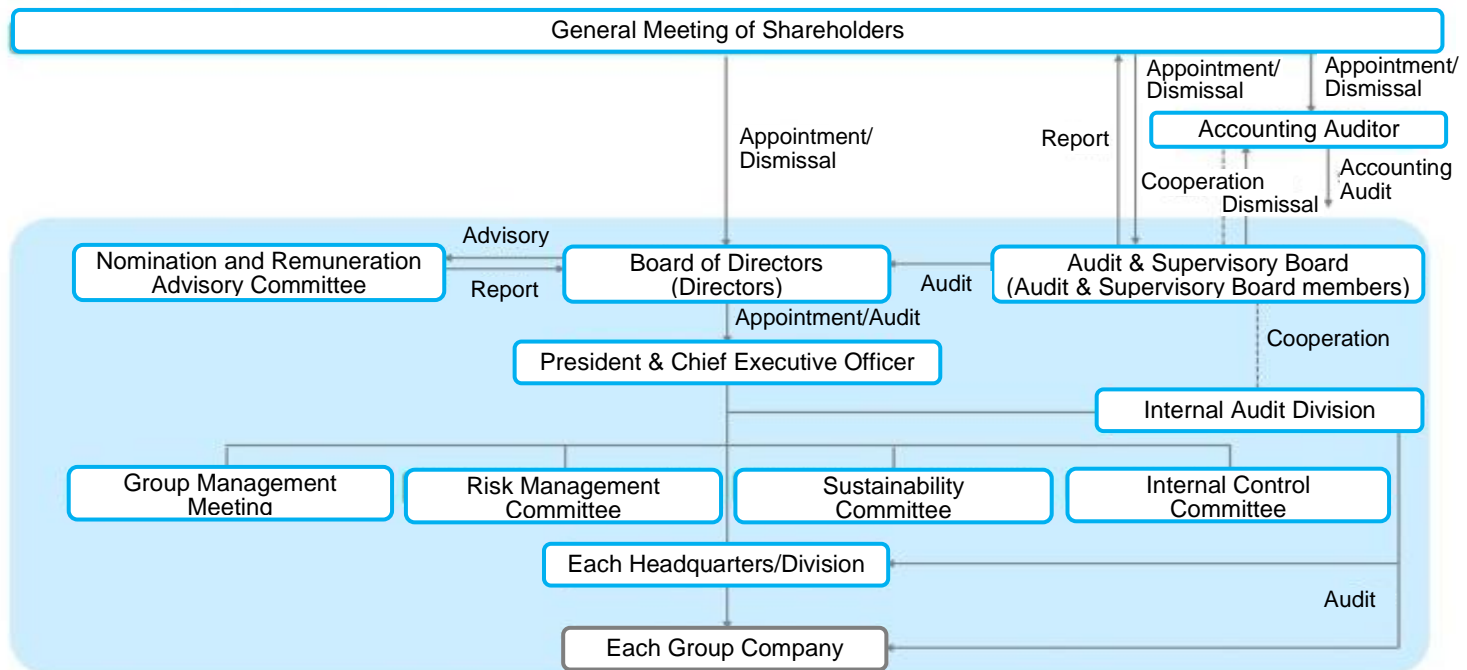 General Meeting of Shareholders
Appointment/
Dismissal
Appointment/
Dismissal
Accounting Auditor
Appointment/
Dismissal
Report
Accounting
Audit
Cooperation
Dismissal
Advisory
Nomination and Remuneration
Advisory Committee
Report
Board of Directors
(Directors)
Audit
Audit & Supervisory Board
(Audit & Supervisory Board members)
Appointment/Audit
Cooperation
President & Chief Executive Officer
Internal Audit Division
Group Management
Meeting
Risk Management
Committee
Sustainability
Committee
Internal Control
Committee
Each Headquarters/Division
Audit
Each Group Company